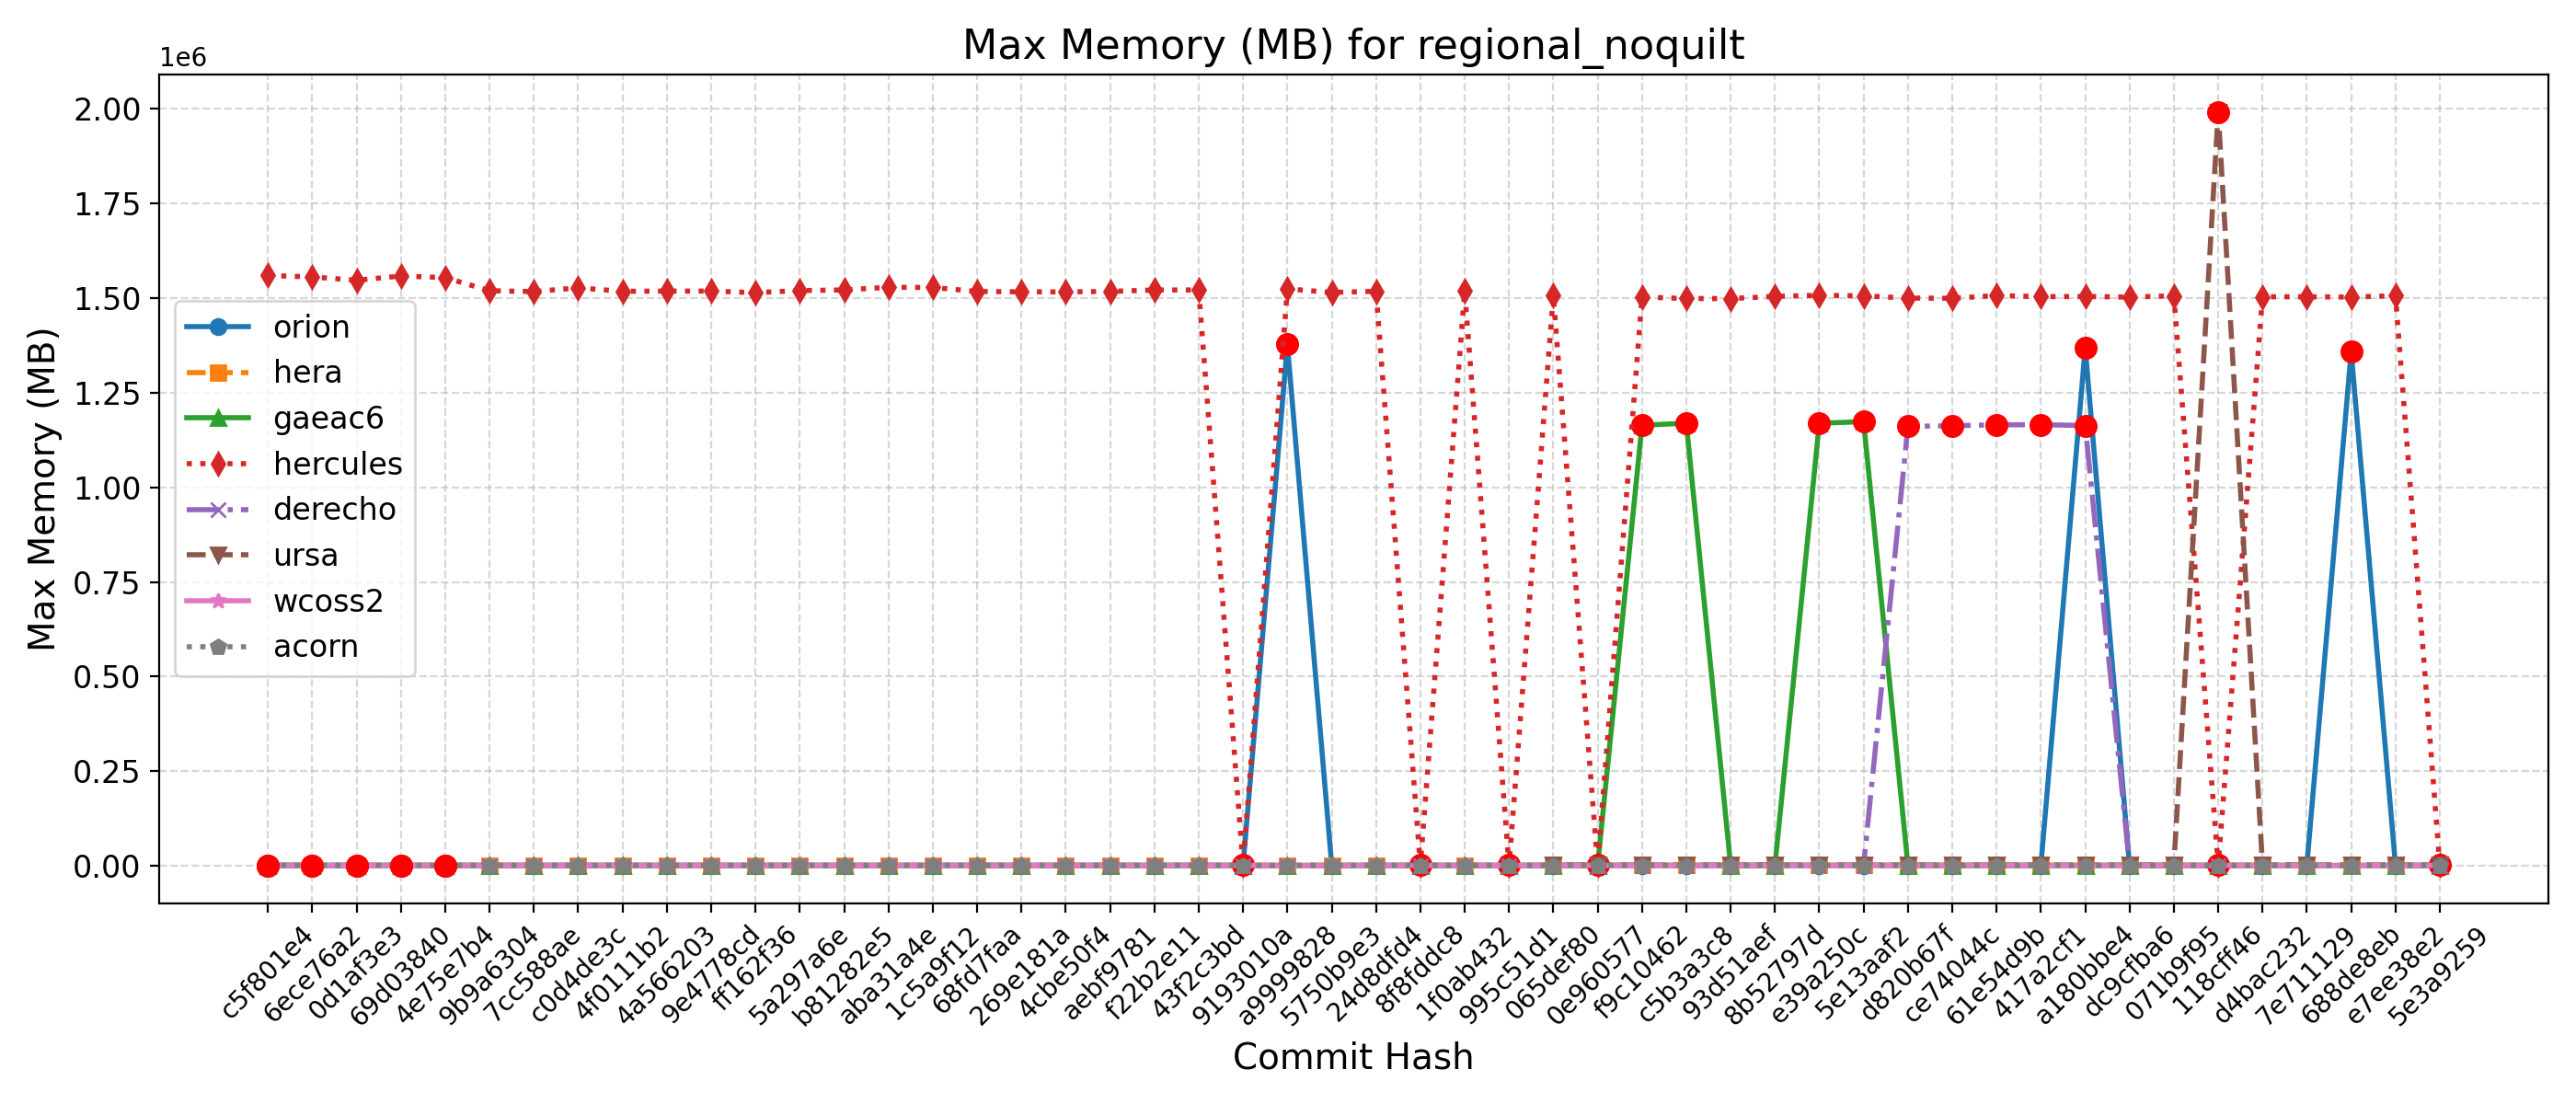 Max Memory (MB) for regional_noquilt
1e6
2.00
1.75
1.50
1.25
1.00
0.75
0.50
0.25
0.00
Max Memory (MB)
orion
hera
gaeac6
hercules
derecho
ursa
wcoss2
acorn
c5f801e4
6ece76a2
0d1af3e3
69d03840
4e75e7b4
9b9a6304
7cc588ae
c0d4de3c
4f0111b2
4a566203
9e4778cd
ff162f36
5a297a6e
b81282e5
aba31a4e
1c5a9f12
68fd7faa
269e181a
4cbe50f4
aebf9781
f22b2e11
43f2c3bd
9193010a
a9999828
5750b9e3
24d8dfd4
8f8fddc8
1f0ab432
995c51d1
065def80
0e960577
f9c10462
c5b3a3c8
93d51aef
8b52797d
e39a250c
5e13aaf2
d820b67f
ce74044c
61e54d9b
417a2cf1
a180bbe4
dc9cfba6
071b9f95
118cff46
d4bac232
7e711129
688de8eb
e7ee38e2
5e3a9259
Commit Hash